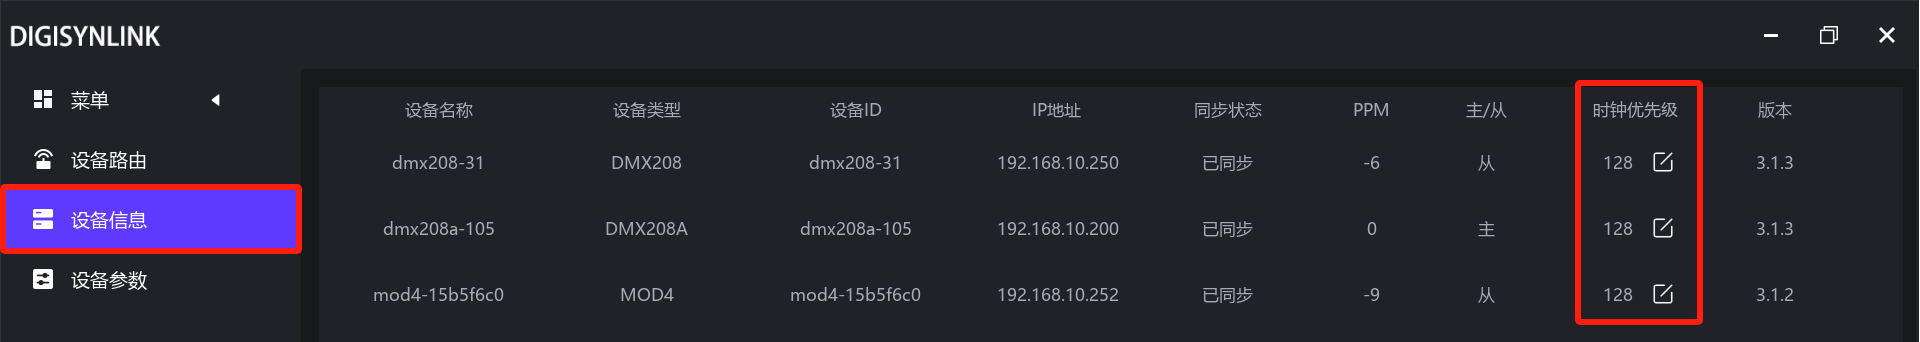 DIGISYNLINK
菜单
设备路由
设备信息
设备参数
设备名称 设备类型 设备ID IP地址 同步状态 PPM 主/从 时钟优先级 版本
dmx208-31 DMX208 dmx208-31 192.168.10.250 已同步 -6 从 128 3.1.3
dmx208a-105 DMX208A dmx208a-105 192.168.10.200 已同步 0 主 128 3.1.3
mod4-15b5f6c0 MOD4 mod4-15b5f6c0 192.168.10.252 已同步 -9 从 128 3.1.2